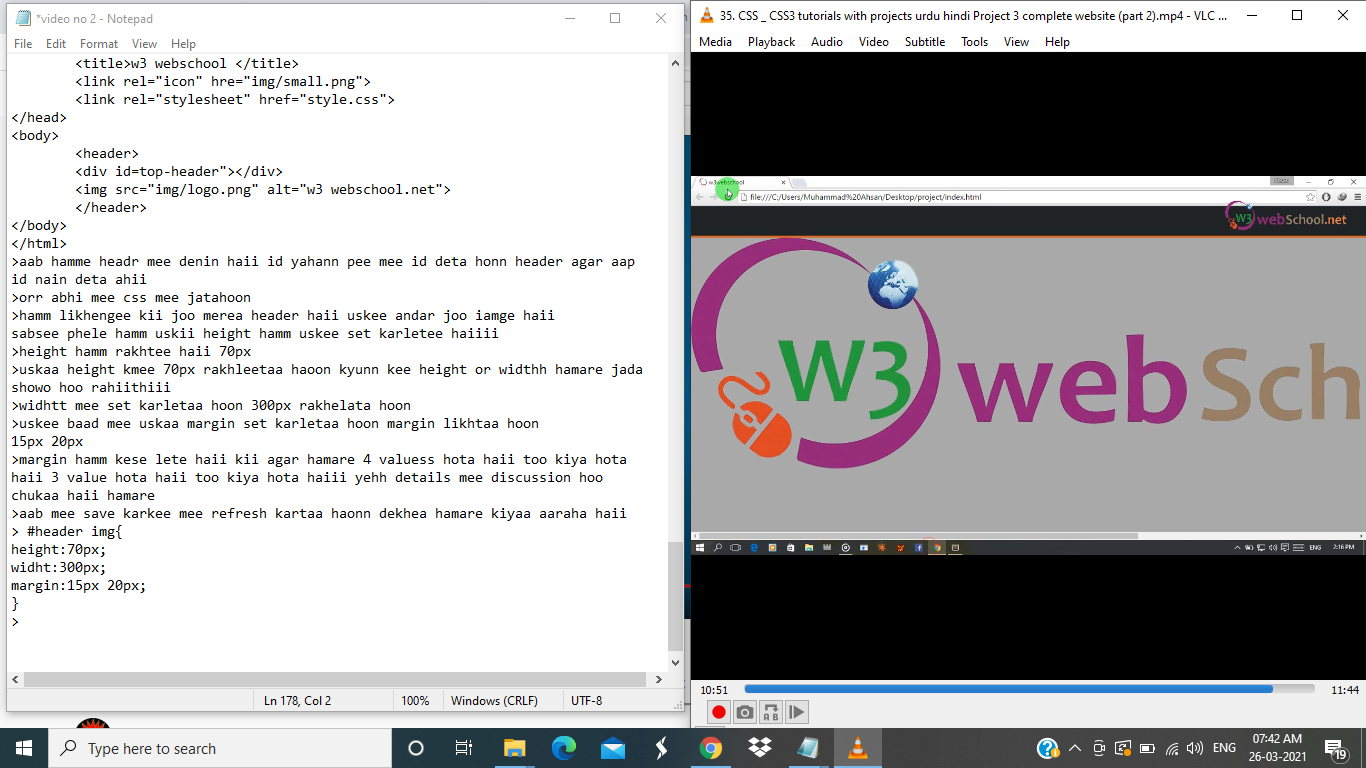 *video no 2 - Notepad
File Edit Format View Help
<title>w3 webschool </title>
<link rel="icon" hre="img/small.png">
<link rel="stylesheet" href="style.css">
</head>
<body>
<header>
<div id=top-header"></div>
<img src="img/logo.png" alt="w3 webschool.net">
</header>
</body>
</html>
>aab hamme headr mee denin haii id yahann pee mee id deta honn header agar aap
id nain deta ahii
>orr abhi mee css mee jatahoon
>hamm likhengee kii joo merea header haii uskee andar joo iamge haii
sabsee phele hamm uskii height hamm uskee set karletee haiiii
>height hamm rakhtee haii 70px
>uskaa height kmee 70px rakhleetaa haoon kyunn kee height or widthh hamare jada
showo hoo rahiithiii
>widhtt mee set karletaa hoon 300px rakhelata hoon
>uskee baad mee uskaa margin set karletaa hoon margin likhtaa hoon
15px 20px
>margin hamm kese lete haii kii agar hamare 4 valuess hota haii too kiya hota
haii 3 value hota haii too kiya hota haiii yehh details mee discussion hoo
chukaa haii hamare
>aab mee save karkee mee refresh kartaa haonn dekhea hamare kiyaa aaraha haii
> #header img{
height:70px;
widht:300px;
margin:15px 20px;
}
>
Ln 178, Col 2 100% Windows (CRLF) UTF-8
35. CSS _ CSS3 tutorials with projects urdu hindi Project 3 complete website (part 2).mp4 - VLC ...
Media Playback Audio Video Subtitle Tools View Help
w3webschool
file:///C:/Users/Muhammad%20Ahsan/Desktop/project/index.html
W3 webSchool.net
W3 webSch
ENG 2:16 PM
10:51 11:44
A B
Type here to search
ENG
07:42 AM
26-03-2021
19